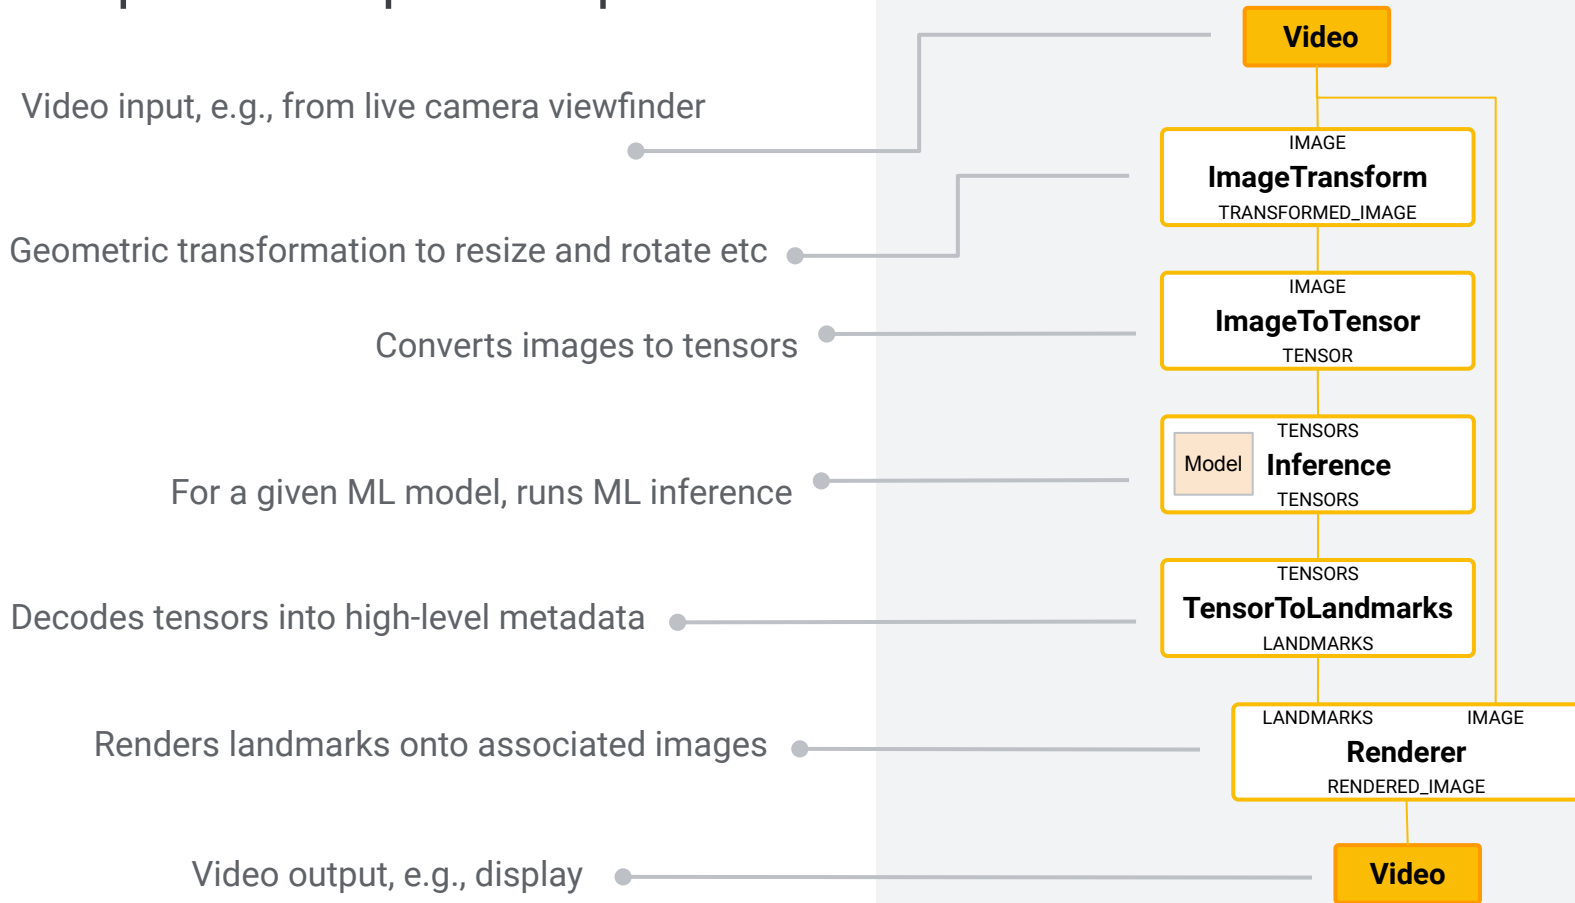 Video
Video input, e.g., from live camera viewfinder
IMAGE
ImageTransform
TRANSFORMED_IMAGE
Geometric transformation to resize and rotate etc
IMAGE
ImageToTensor
TENSOR
Converts images to tensors
TENSORS
Model
Inference
TENSORS
For a given ML model, runs ML inference
TENSORS
TensorToLandmarks
LANDMARKS
Decodes tensors into high-level metadata
LANDMARKS IMAGE
Renderer
RENDERED_IMAGE
Renders landmarks onto associated images
Video output, e.g., display
Video